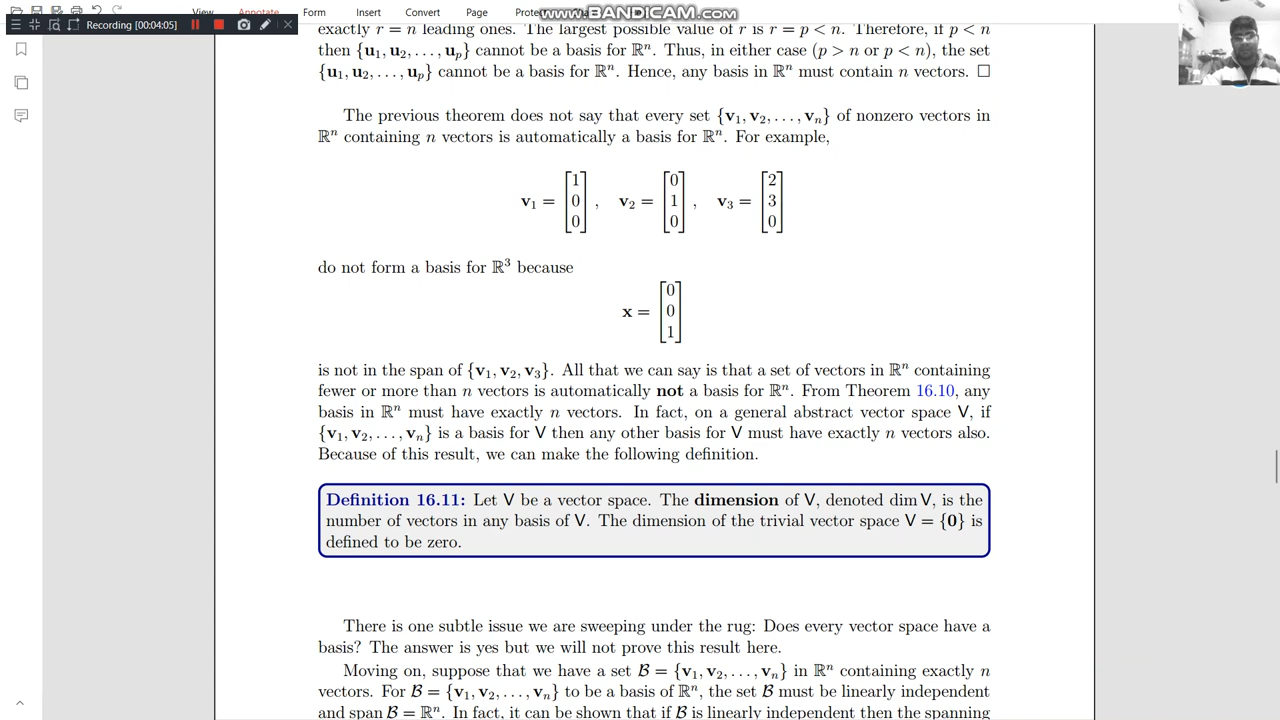 www.BANDICAM.com
View Annotate Form Insert Convert Page
Recording [00:04:05]
exactly r = n leading ones. The largest possible value of r is r = p < n. Therefore, if p < n
then {u₁, u₂, . . . , uₚ} cannot be a basis for ℝⁿ. Thus, in either case (p > n or p < n), the set
{u₁, u₂, . . . , uₚ} cannot be a basis for ℝⁿ. Hence, any basis in ℝⁿ must contain n vectors. □
The previous theorem does not say that every set {v₁, v₂, . . . , vₙ} of nonzero vectors in
ℝⁿ containing n vectors is automatically a basis for ℝⁿ. For example,
v₁ = [1 0 0], v₂ = [0 1 0], v₃ = [2 3 0]
do not form a basis for ℝ³ because
x = [0 0 1]
is not in the span of {v₁, v₂, v₃}. All that we can say is that a set of vectors in ℝⁿ containing
fewer or more than n vectors is automatically not a basis for ℝⁿ. From Theorem 16.10, any
basis in ℝⁿ must have exactly n vectors. In fact, on a general abstract vector space V, if
{v₁, v₂, . . . , vₙ} is a basis for V then any other basis for V must have exactly n vectors also.
Because of this result, we can make the following definition.
Definition 16.11: Let V be a vector space. The dimension of V, denoted dim V, is the
number of vectors in any basis of V. The dimension of the trivial vector space V = {0} is
defined to be zero.
There is one subtle issue we are sweeping under the rug: Does every vector space have a
basis? The answer is yes but we will not prove this result here.
Moving on, suppose that we have a set ℬ = {v₁, v₂, . . . , vₙ} in ℝⁿ containing exactly n
vectors. For ℬ = {v₁, v₂, . . . , vₙ} to be a basis of ℝⁿ, the set ℬ must be linearly independent
and span ℬ = ℝⁿ. In fact, it can be shown that if ℬ is linearly independent then the spanning